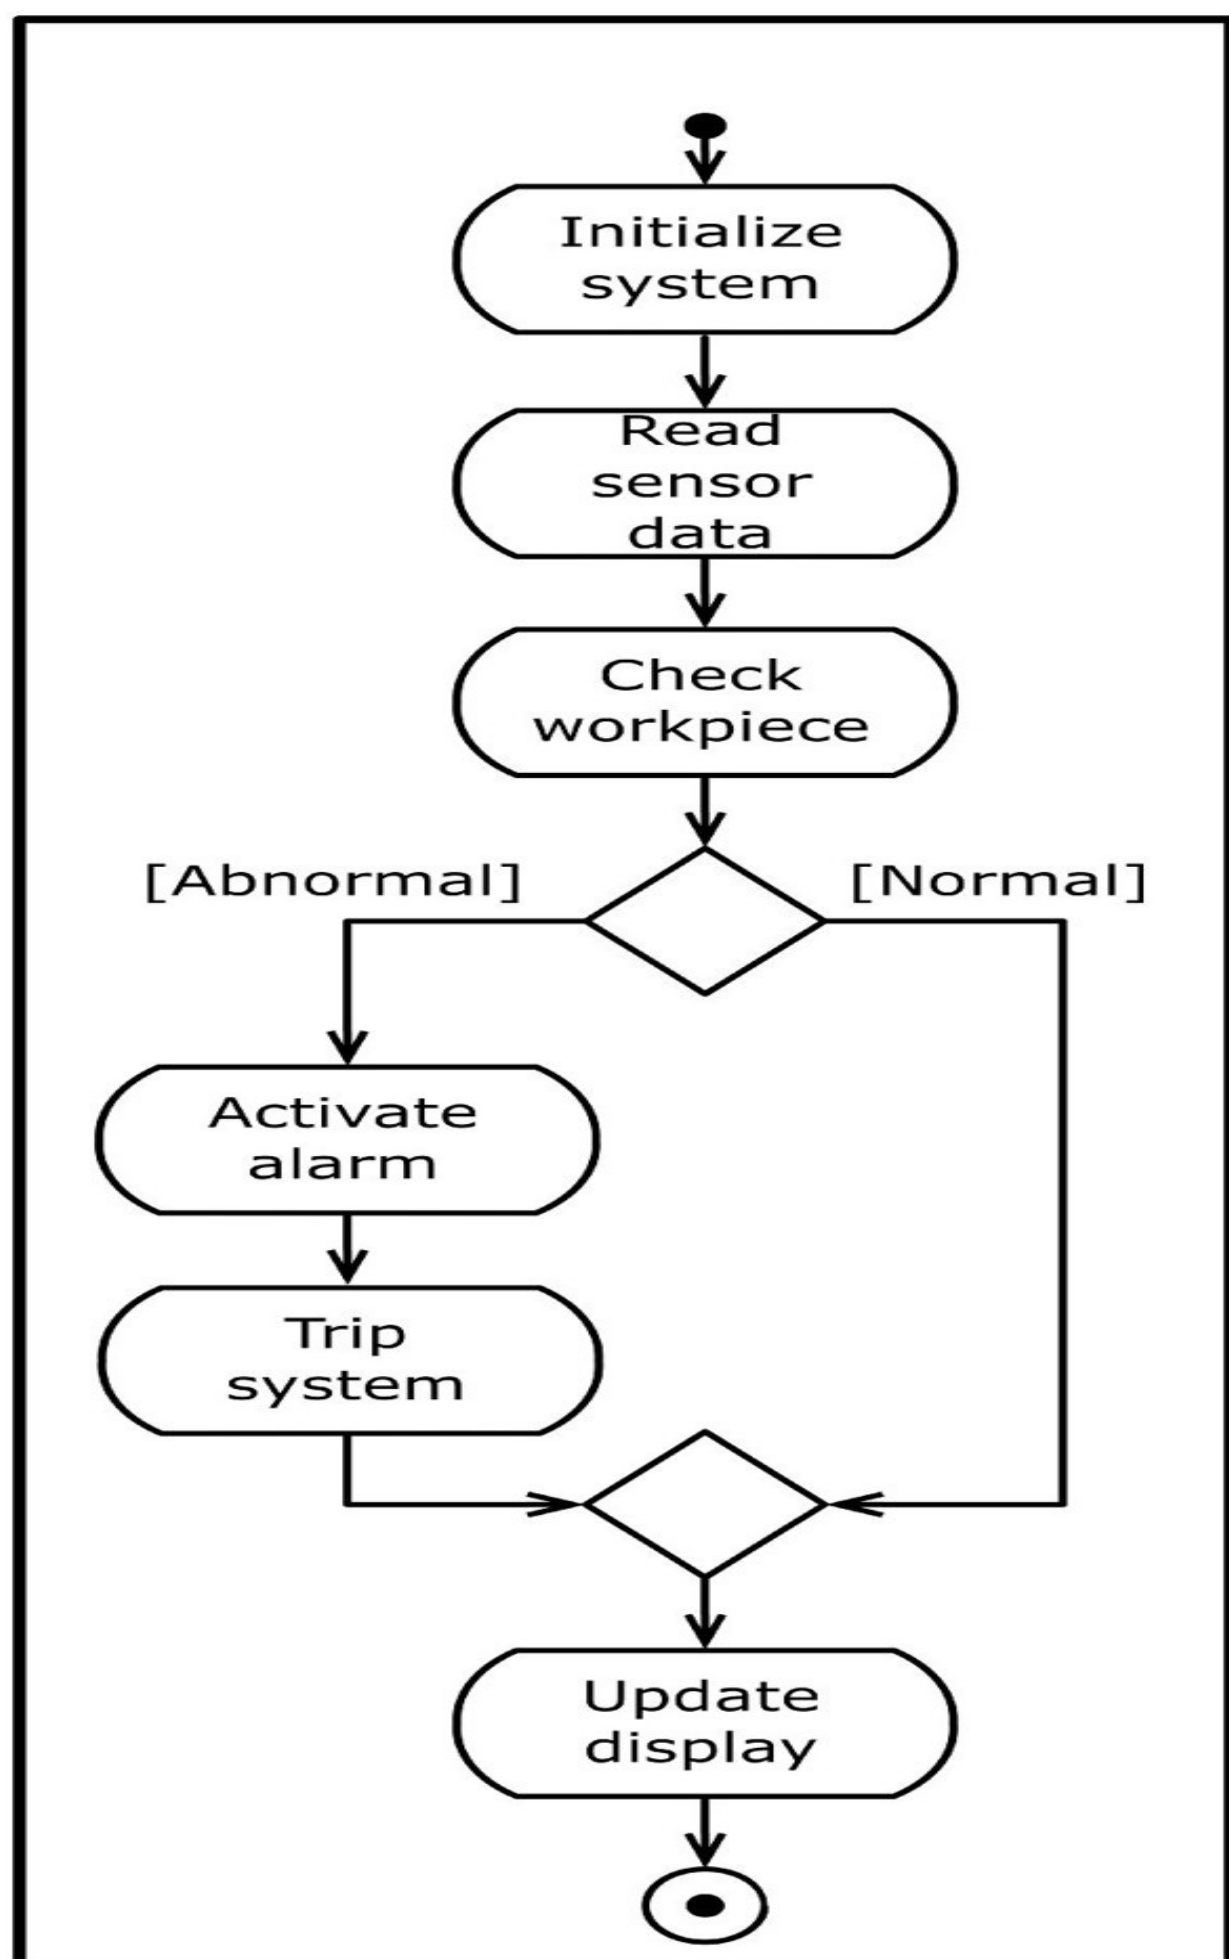 Initialize
system
Read
sensor
data
Check
workpiece
[Abnormal]
[Normal]
Activate
alarm
Trip
system
Update
display